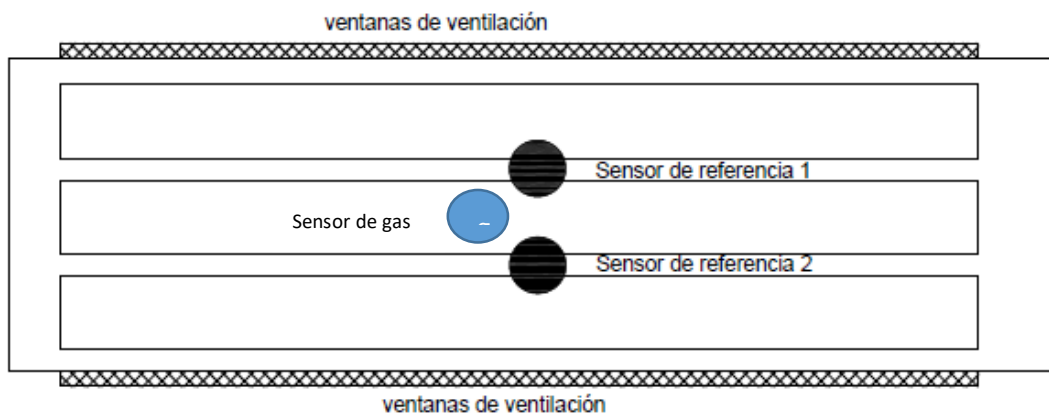 ventanas de ventilación
Sensor de referencia 1
Sensor de gas
Sensor de referencia 2
ventanas de ventilación